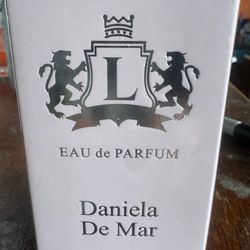 L
EAU de PARFUM
Daniela
De Mar